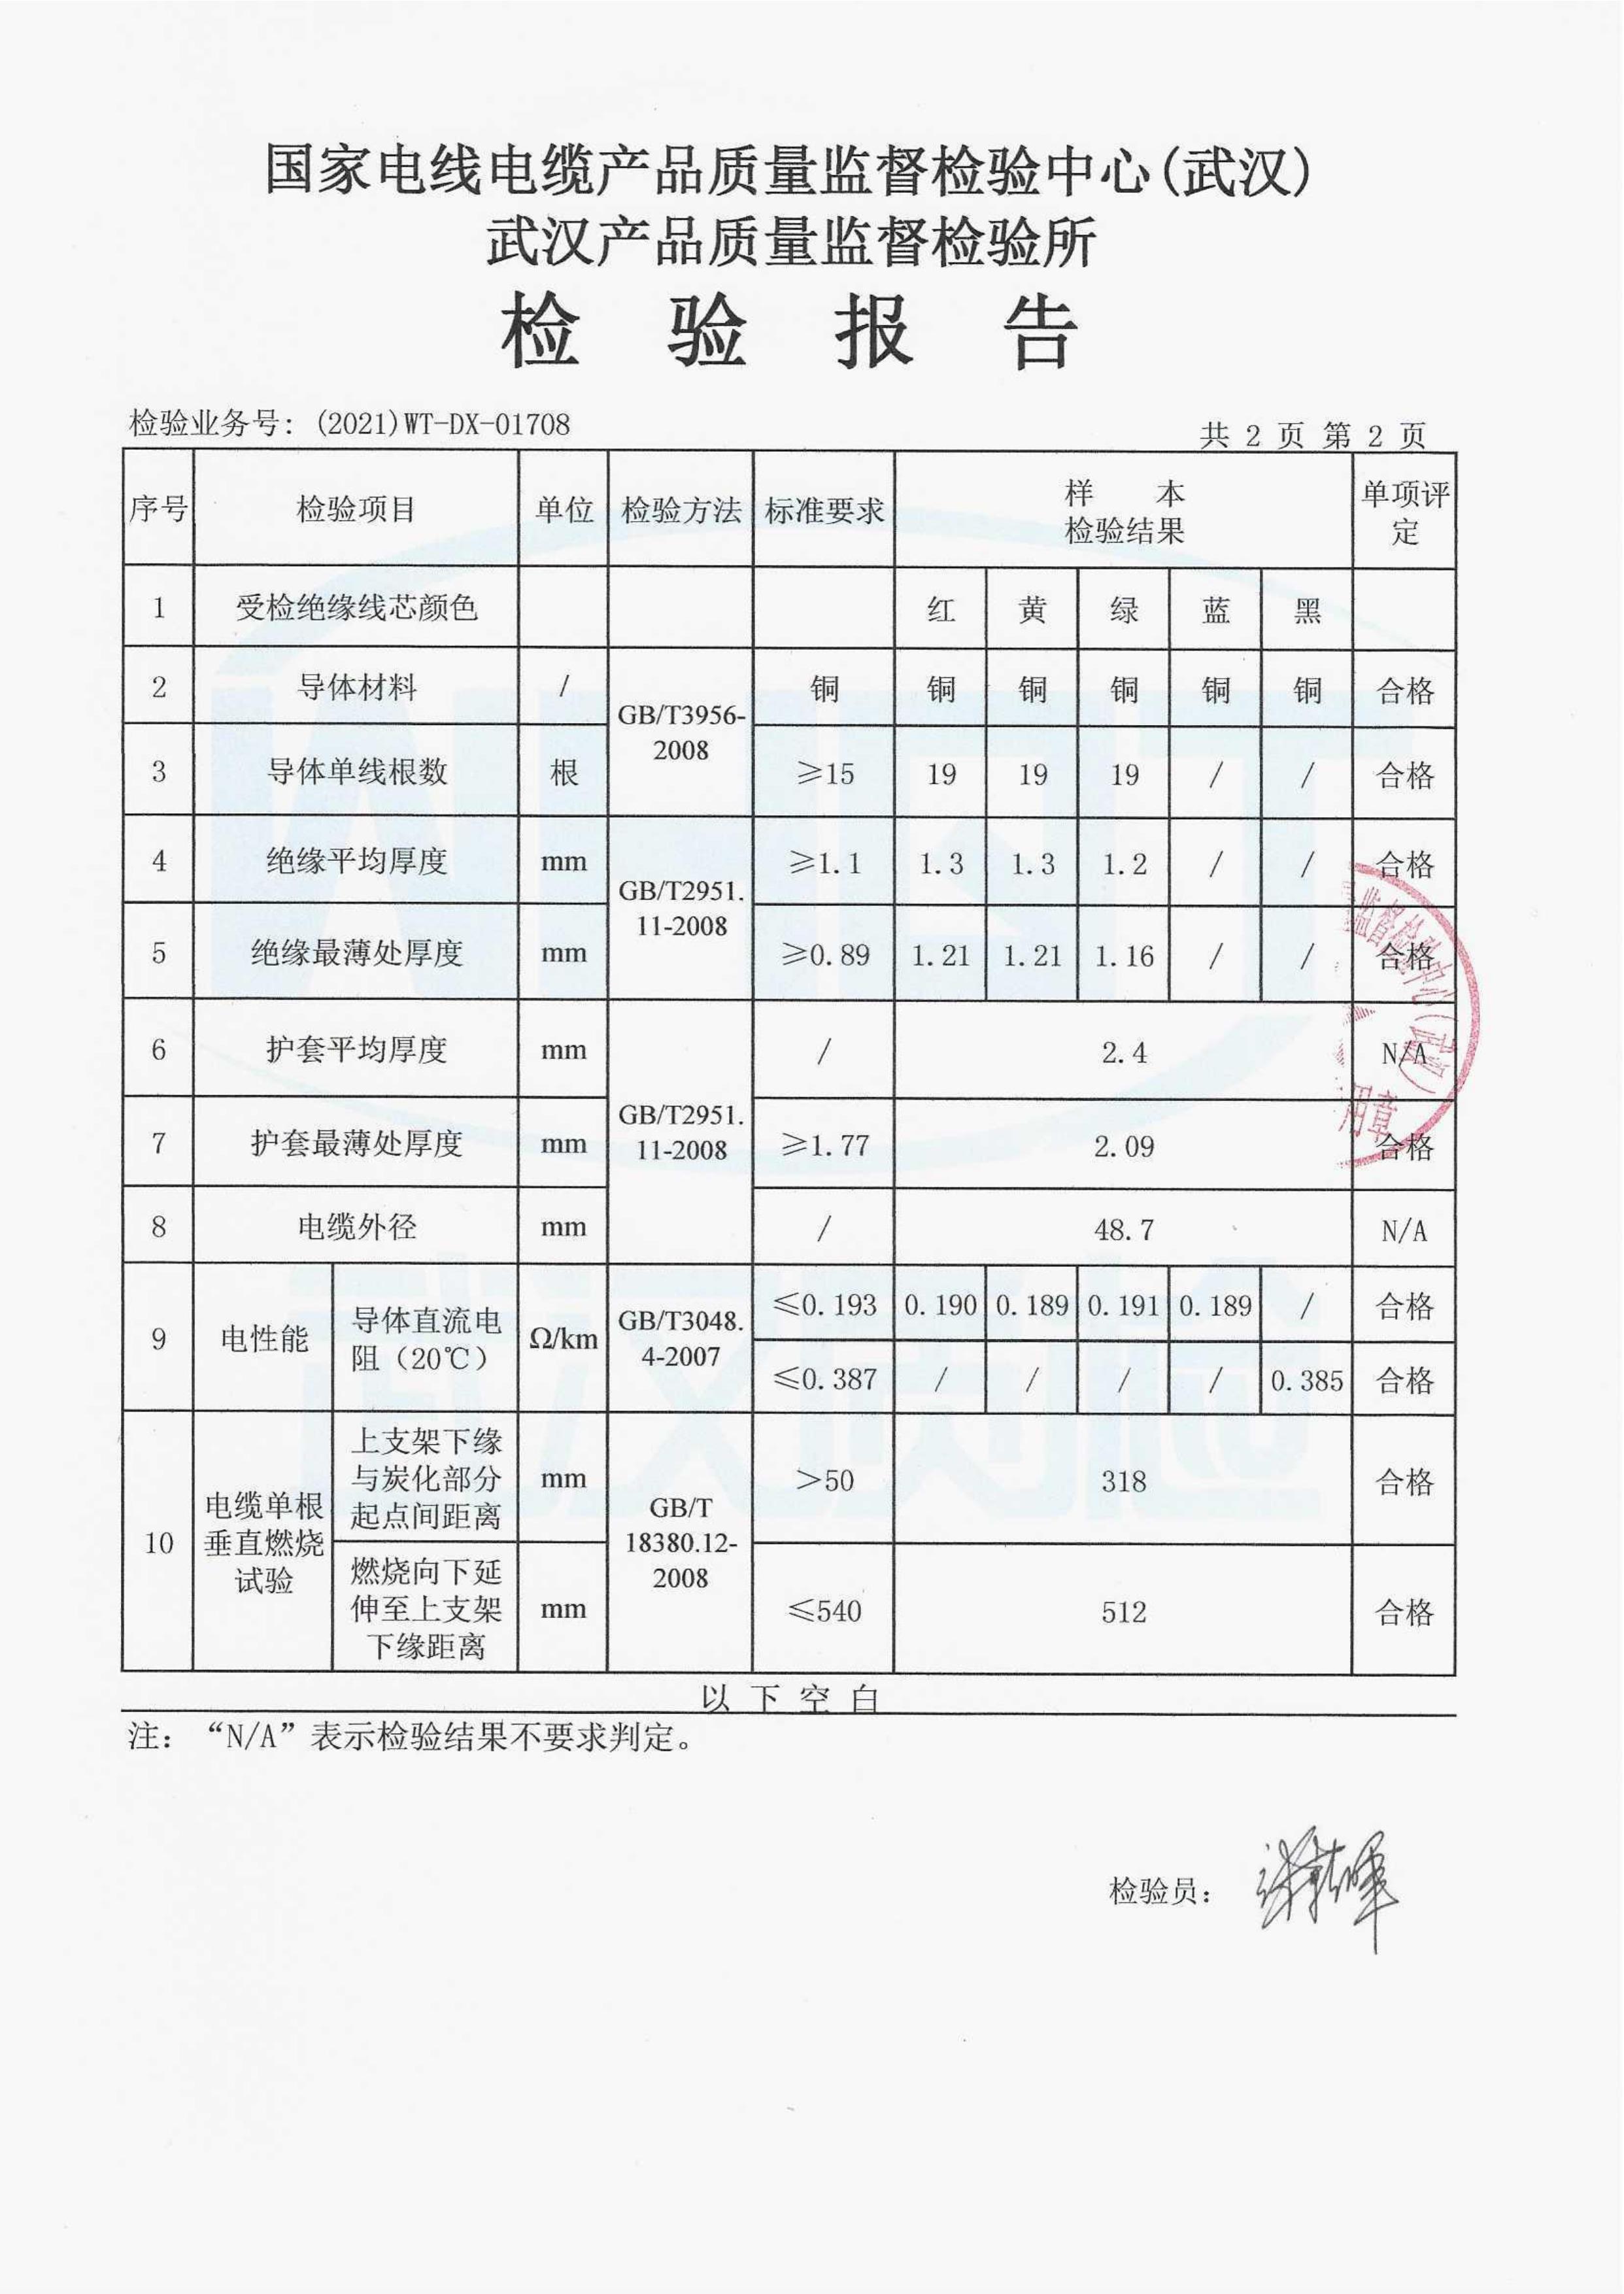 国家电线电缆产品质量监督检验中心(武汉)
武汉产品质量监督检验所
检 验 报 告
检验业务号：(2021)WT-DX-01708
共 2 页 第 2 页
序号 检验项目 单位 检验方法 标准要求 样 本 检验结果 单项评定
1 受检绝缘线芯颜色 红 黄 绿 蓝 黑
2 导体材料 / GB/T3956-2008 铜 铜 铜 铜 铜 铜 合格
3 导体单线根数 根 ≥15 19 19 19 / / 合格
4 绝缘平均厚度 mm GB/T2951.11-2008 ≥1.1 1.3 1.3 1.2 / / 合格
5 绝缘最薄处厚度 mm ≥0.89 1.21 1.21 1.16 / / 合格
6 护套平均厚度 mm GB/T2951.11-2008 / 2.4 N/A
7 护套最薄处厚度 mm ≥1.77 2.09 合格
8 电缆外径 mm / 48.7 N/A
9 电性能 导体直流电阻（20℃） Ω/km GB/T3048.4-2007 ≤0.193 0.190 0.189 0.191 0.189 / 合格
≤0.387 / / / / 0.385 合格
10 电缆单根垂直燃烧试验 上支架下缘与炭化部分起点间距离 mm GB/T 18380.12-2008 >50 318 合格
燃烧向下延伸至上支架下缘距离 mm ≤540 512 合格
以 下 空 白
注：“N/A”表示检验结果不要求判定。
检验员：
监督检验中心(武汉)
用章
武汉质检